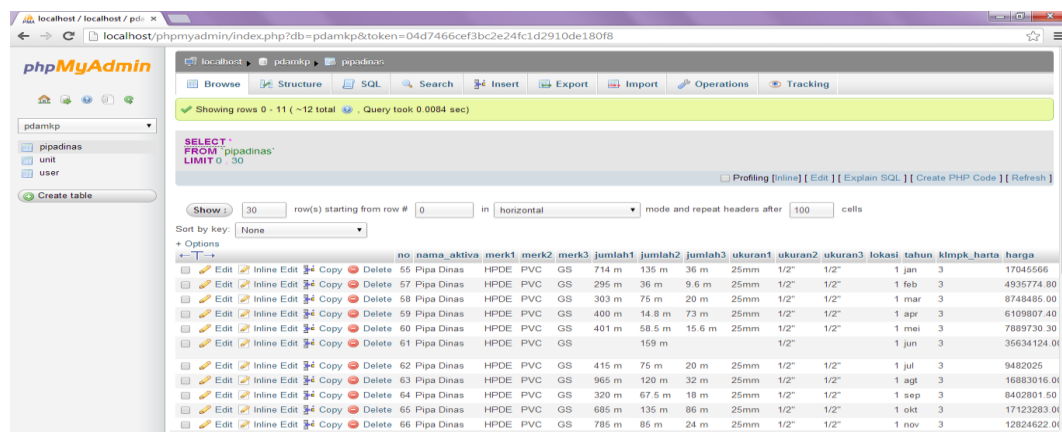 localhost / localhost / pda
localhost/phpmyadmin/index.php?db=pdamkp&token=04d7466cef3bc2e24fc1d2910de180f8
phpMyAdmin
localhost pdamkp pipadinas
Browse Structure SQL Search Insert Export Import Operations Tracking
Showing rows 0 - 11 ( ~12 total , Query took 0.0084 sec)
pdamkp
pipadinas
unit
user
Create table
SELECT *
FROM `pipadinas`
LIMIT 0 , 30
Profiling [Inline] [ Edit ] [ Explain SQL ] [ Create PHP Code ] [ Refresh ]
Show : 30 row(s) starting from row # 0 in horizontal mode and repeat headers after 100 cells
Sort by key: None
+ Options
←T→ no nama_aktiva merk1 merk2 merk3 jumlah1 jumlah2 jumlah3 ukuran1 ukuran2 ukuran3 lokasi tahun klmpk_harta harga
Edit Inline Edit Copy Delete 55 Pipa Dinas HPDE PVC GS 714 m 135 m 36 m 25mm 1/2" 1/2" 1 jan 3 17045566
Edit Inline Edit Copy Delete 57 Pipa Dinas HPDE PVC GS 295 m 36 m 9.6 m 25mm 1/2" 1/2" 1 feb 3 4935774.80
Edit Inline Edit Copy Delete 58 Pipa Dinas HPDE PVC GS 303 m 75 m 20 m 25mm 1/2" 1/2" 1 mar 3 8748485.00
Edit Inline Edit Copy Delete 59 Pipa Dinas HPDE PVC GS 400 m 14.8 m 73 m 25mm 1/2" 1/2" 1 apr 3 6109807.40
Edit Inline Edit Copy Delete 60 Pipa Dinas HPDE PVC GS 401 m 58.5 m 15.6 m 25mm 1/2" 1/2" 1 mei 3 7889730.30
Edit Inline Edit Copy Delete 61 Pipa Dinas HPDE PVC GS 159 m 1/2" 1 jun 3 35634124.0
Edit Inline Edit Copy Delete 62 Pipa Dinas HPDE PVC GS 415 m 75 m 20 m 25mm 1/2" 1/2" 1 jul 3 9482025
Edit Inline Edit Copy Delete 63 Pipa Dinas HPDE PVC GS 965 m 120 m 32 m 25mm 1/2" 1/2" 1 agt 3 16883016.0
Edit Inline Edit Copy Delete 64 Pipa Dinas HPDE PVC GS 320 m 67.5 m 18 m 25mm 1/2" 1/2" 1 sep 3 8402801.50
Edit Inline Edit Copy Delete 65 Pipa Dinas HPDE PVC GS 685 m 135 m 86 m 25mm 1/2" 1/2" 1 okt 3 17123283.0
Edit Inline Edit Copy Delete 66 Pipa Dinas HPDE PVC GS 785 m 85 m 24 m 25mm 1/2" 1/2" 1 nov 3 12824622.0